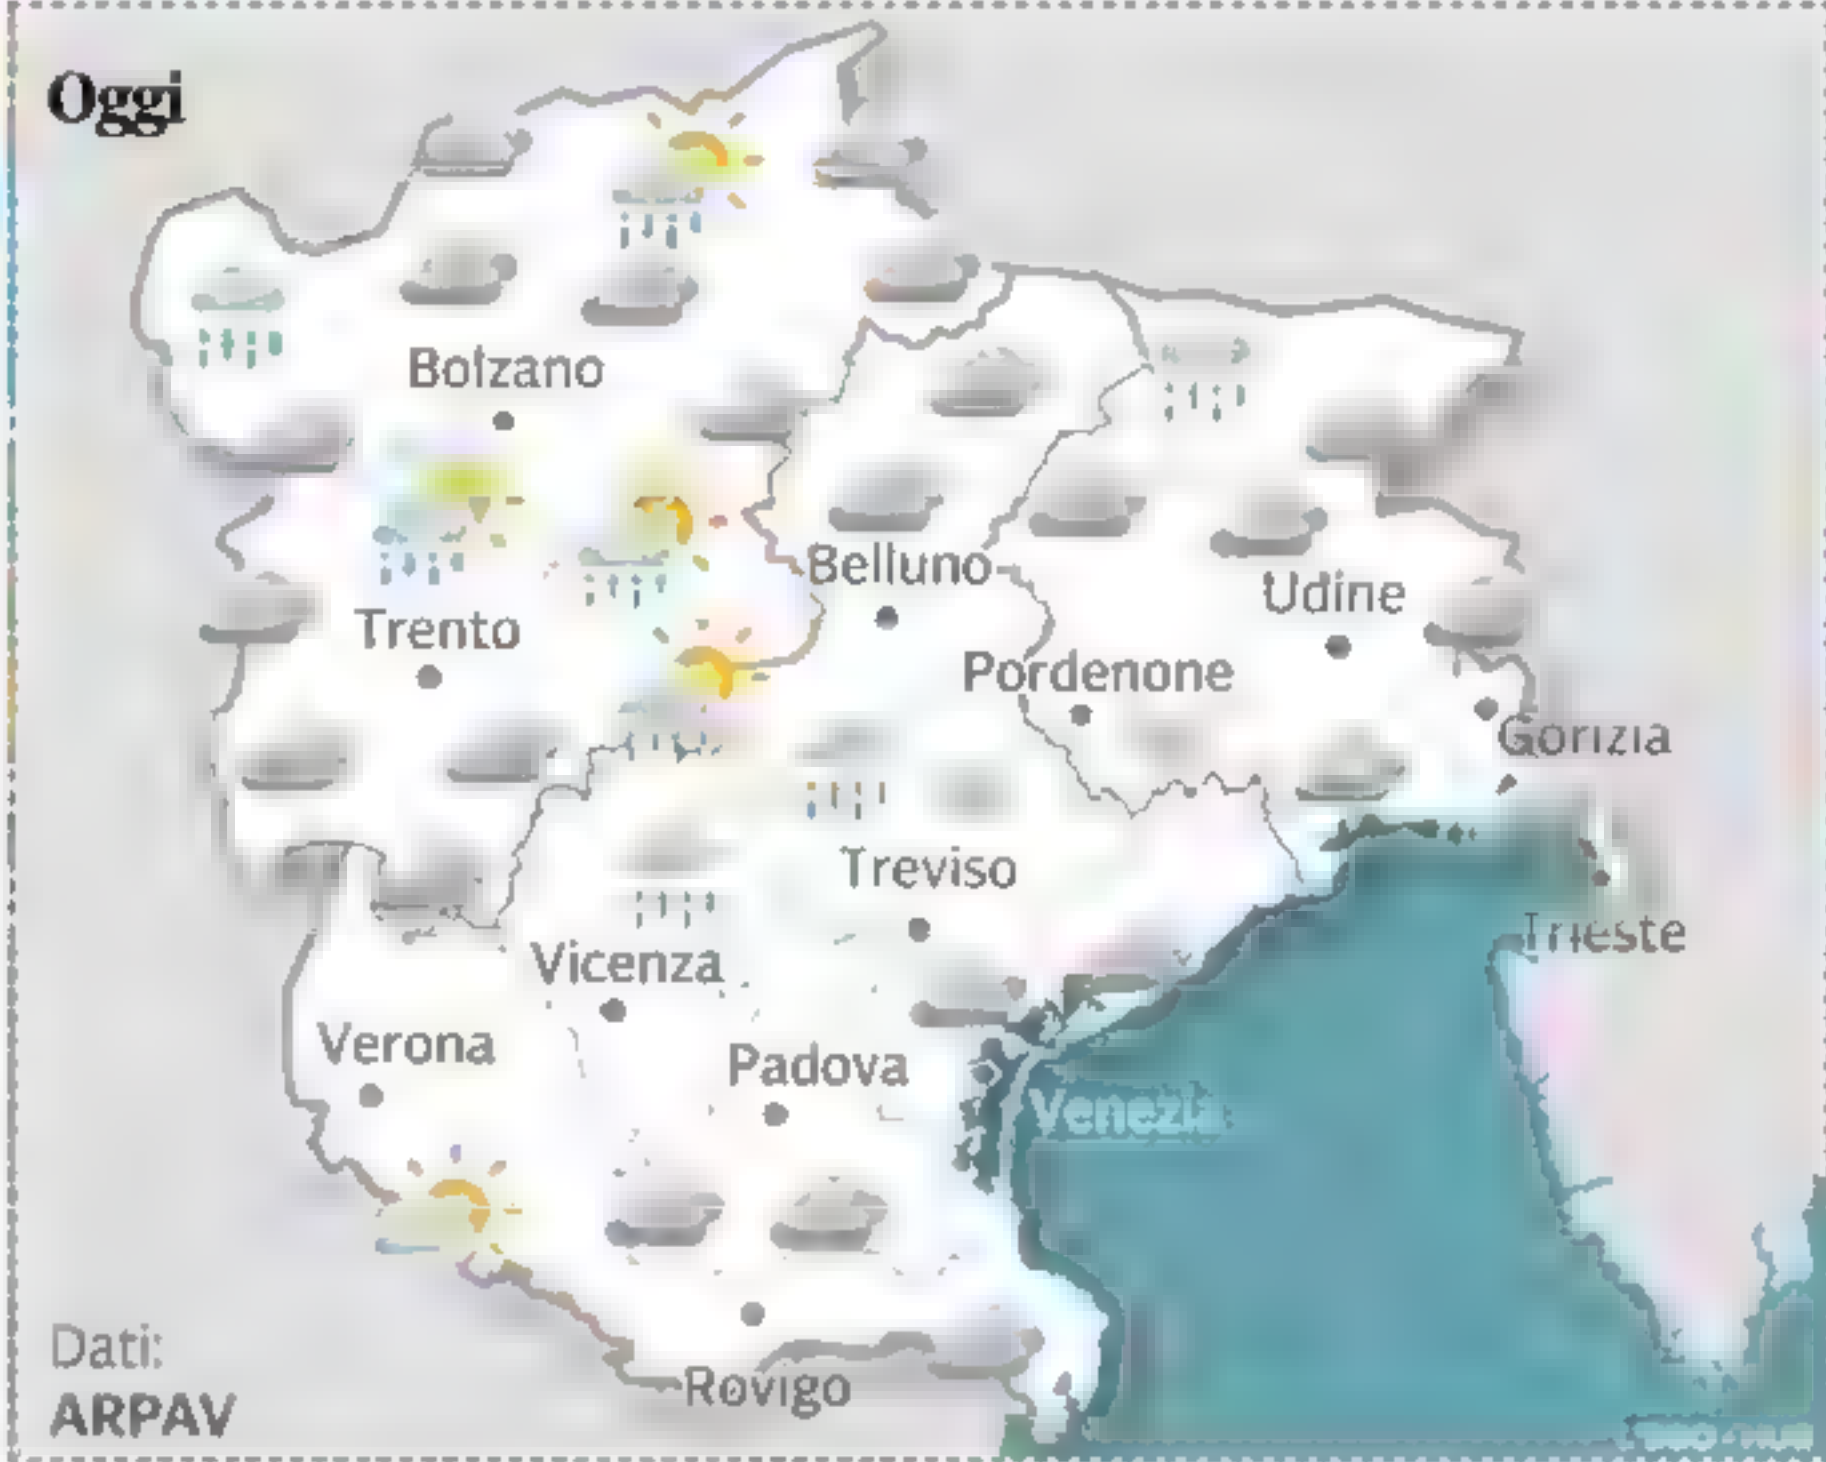 Oggi
Bolzano
Trento
Belluno
Udine
Pordenone
Gorizia
Treviso
Trieste
Vicenza
Verona
Padova
Venezia
Rovigo
Dati:
ARPAV